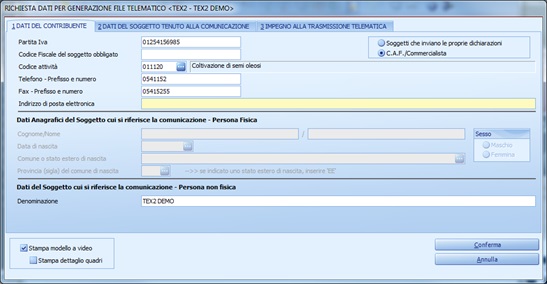 RICHIESTA DATI PER GENERAZIONE FILE TELEMATICO <TEX2 - TEX2 DEMO>
1 DATI DEL CONTRIBUENTE 2 DATI DEL SOGGETTO TENUTO ALLA COMUNICAZIONE 3 IMPEGNO ALLA TRASMISSIONE TELEMATICA
Partita Iva 01254156985
Soggetti che inviano le proprie dichiarazioni
Codice Fiscale del soggetto obbligato
C.A.F./Commercialista
Codice attività 011120 Coltivazione di semi oleosi
Telefono - Prefisso e numero 0541152
Fax - Prefisso e numero 05415255
Indirizzo di posta elettronica
Dati Anagrafici del Soggetto cui si riferisce la comunicazione - Persona Fisica
Cognome/Nome /
Sesso
Data di nascita
Maschio
Comune o stato estero di nascita
Femmina
Provincia (sigla) del comune di nascita -->> se indicato uno stato estero di nascita, inserire 'EE'
Dati del Soggetto cui si riferisce la comunicazione - Persona non fisica
Denominazione TEX2 DEMO
Stampa modello a video
Conferma
Stampa dettaglio quadri
Annulla